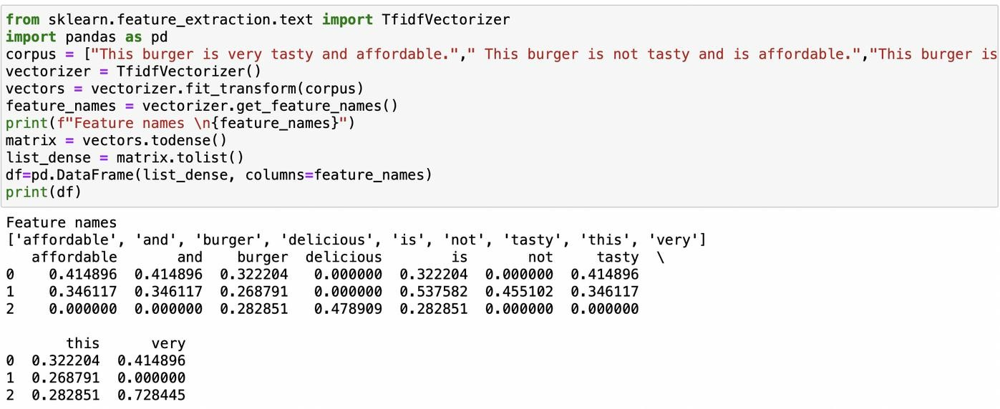 from sklearn.feature_extraction.text import TfidfVectorizer
import pandas as pd
corpus = ["This burger is very tasty and affordable."," This burger is not tasty and is affordable.","This burger is
vectorizer = TfidfVectorizer()
vectors = vectorizer.fit_transform(corpus)
feature_names = vectorizer.get_feature_names()
print(f"Feature names \n{feature_names}")
matrix = vectors.todense()
list_dense = matrix.tolist()
df=pd.DataFrame(list_dense, columns=feature_names)
print(df)
Feature names
['affordable', 'and', 'burger', 'delicious', 'is', 'not', 'tasty', 'this', 'very']
affordable and burger delicious is not tasty \
0 0.414896 0.414896 0.322204 0.000000 0.322204 0.000000 0.414896
1 0.346117 0.346117 0.268791 0.000000 0.537582 0.455102 0.346117
2 0.000000 0.000000 0.282851 0.478909 0.282851 0.000000 0.000000
this very
0 0.322204 0.414896
1 0.268791 0.000000
2 0.282851 0.728445